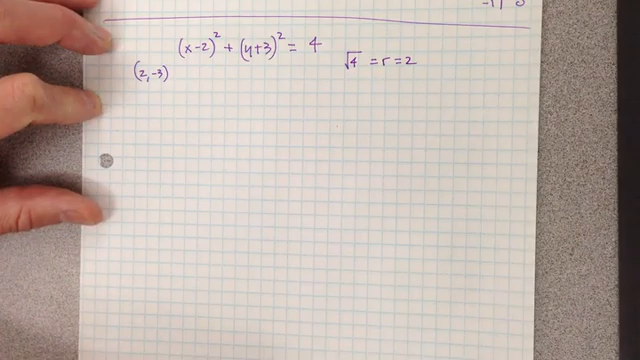 (x-2)² + (y+3)² = 4
(2,-3)
√4 = r = 2